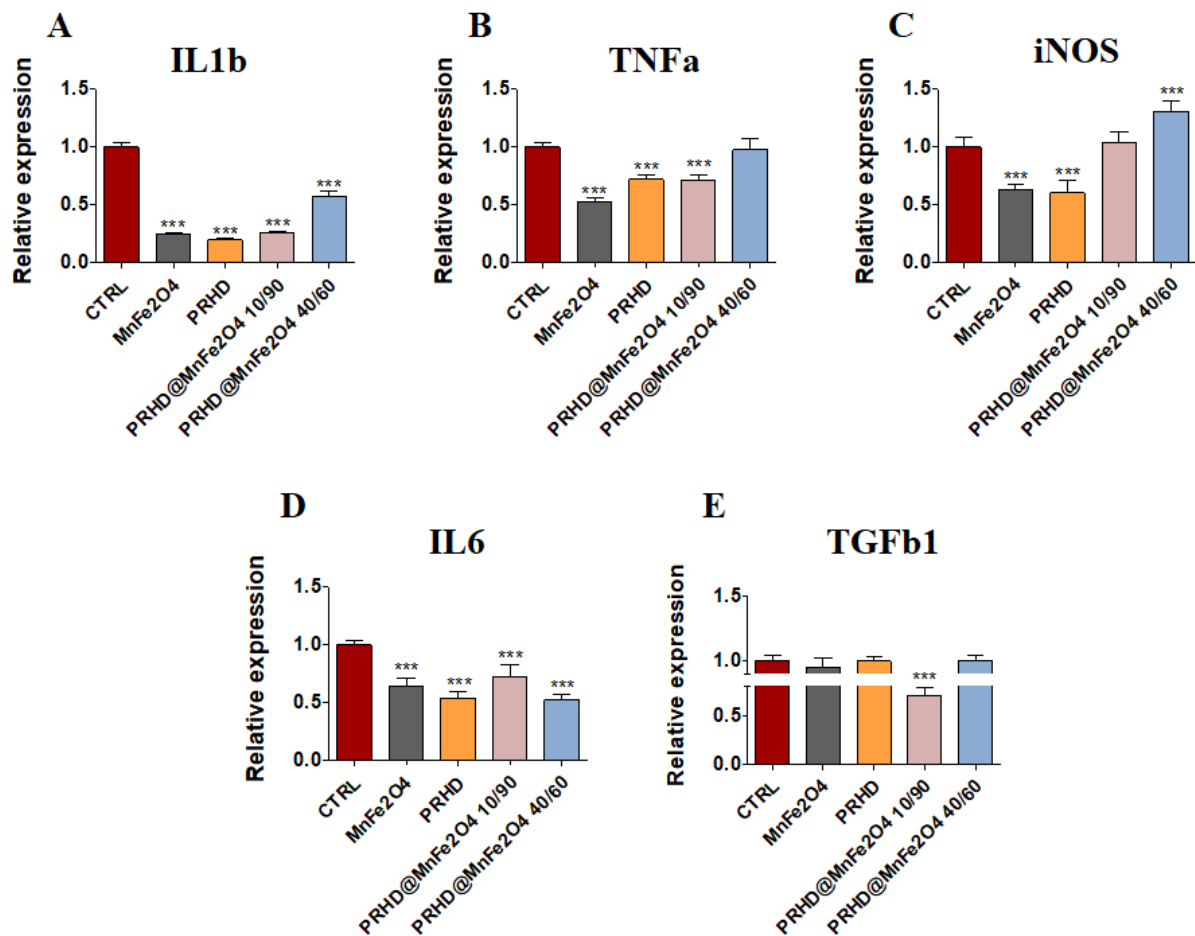 A
IL1b
Relative expression
1.5
1.0
0.5
0.0
***
***
***
***
CTRL
MnFe2O4
PRHD
PRHD@MnFe2O4 10/90
PRHD@MnFe2O4 40/60
B
TNFa
Relative expression
1.5
1.0
0.5
0.0
***
***
***
CTRL
MnFe2O4
PRHD
PRHD@MnFe2O4 10/90
PRHD@MnFe2O4 40/60
C
iNOS
Relative expression
1.5
1.0
0.5
0.0
***
***
***
CTRL
MnFe2O4
PRHD
PRHD@MnFe2O4 10/90
PRHD@MnFe2O4 40/60
D
IL6
Relative expression
1.5
1.0
0.5
0.0
***
***
***
***
CTRL
MnFe2O4
PRHD
PRHD@MnFe2O4 10/90
PRHD@MnFe2O4 40/60
E
TGFb1
Relative expression
1.5
1.0
0.5
0.0
***
CTRL
MnFe2O4
PRHD
PRHD@MnFe2O4 10/90
PRHD@MnFe2O4 40/60